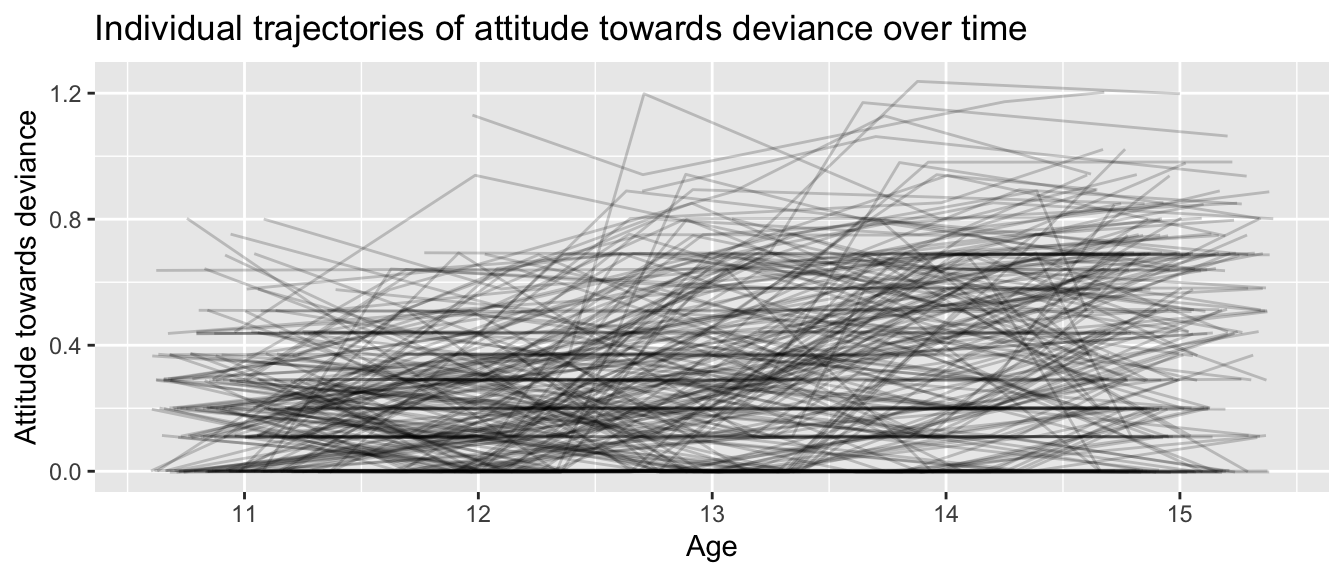 Individual trajectories of attitude towards deviance over time
Attitude towards deviance
1.2
0.8
0.4
0.0
11 12 13 14 15
Age